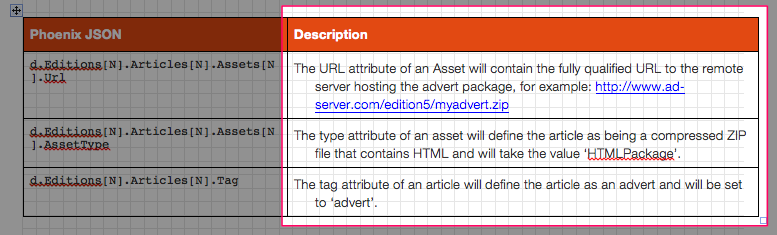 Phoenix JSON Description
d.Editions[N].Articles[N].Assets[N
].Url
The URL attribute of an Asset will contain the fully qualified URL to the remote
server hosting the advert package, for example: http://www.ad-
server.com/edition5/myadvert.zip
d.Editions[N].Articles[N].Assets[N
].AssetType
The type attribute of an asset will define the article as being a compressed ZIP
file that contains HTML and will take the value ‘HTMLPackage’.
d.Editions[N].Articles[N].Tag
The tag attribute of an article will define the article as an advert and will be set
to ‘advert’.